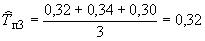 T̂п3 = (0,32 + 0,34 + 0,30) / 3 = 0,32